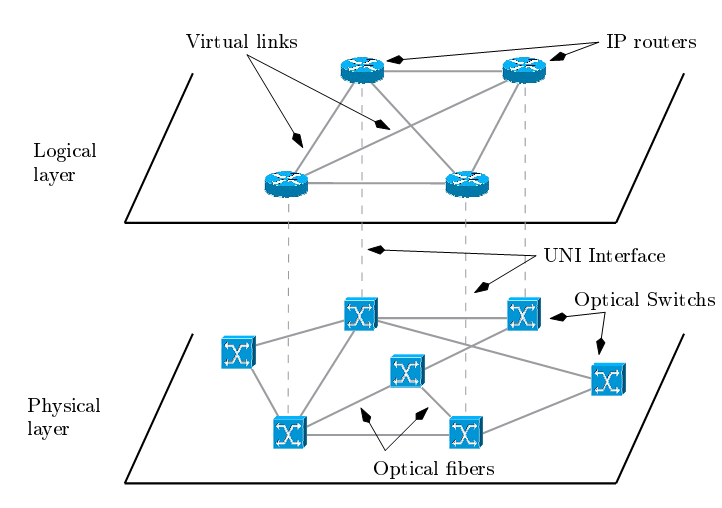 Virtual links
IP routers
Logical
layer
UNI Interface
Optical Switchs
Physical
layer
Optical fibers